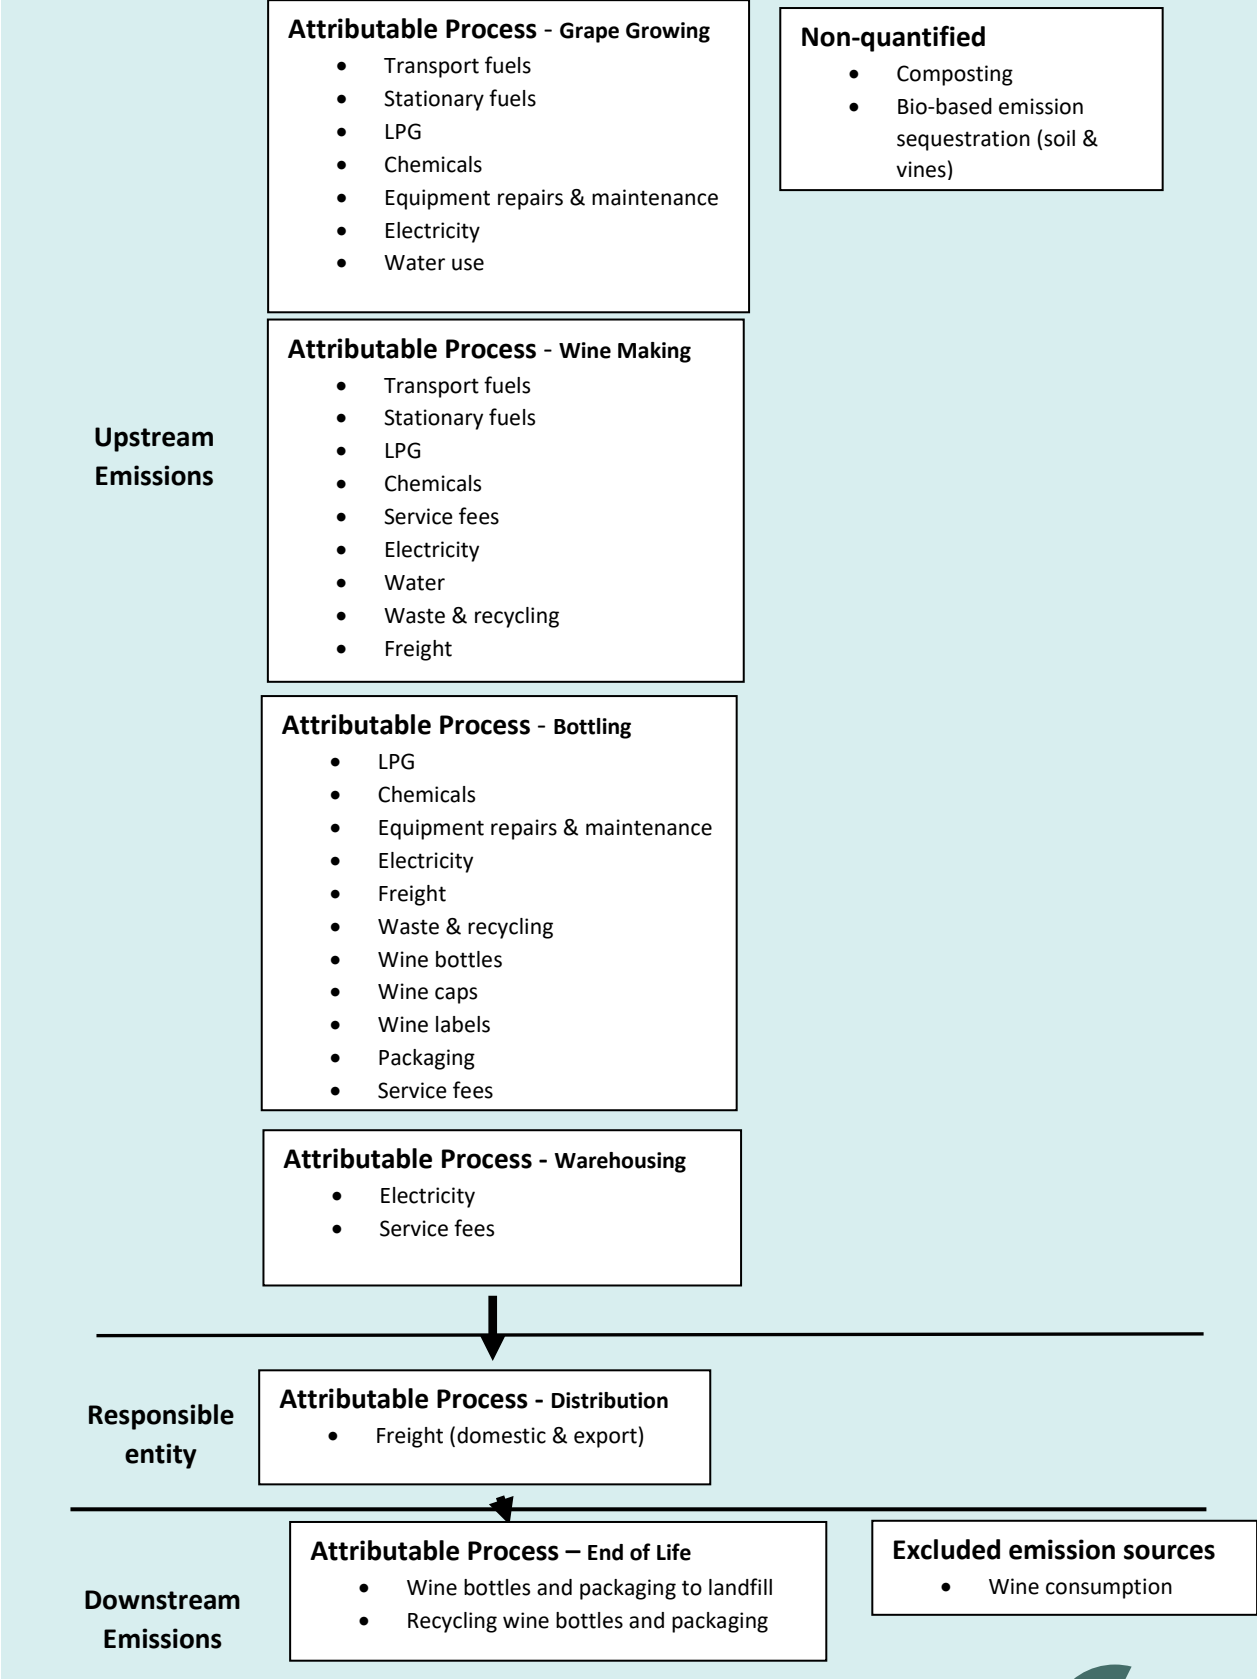 Attributable Process - Grape Growing
• Transport fuels
• Stationary fuels
• LPG
• Chemicals
• Equipment repairs & maintenance
• Electricity
• Water use
Non-quantified
• Composting
• Bio-based emission
sequestration (soil &
vines)
Upstream
Emissions
Attributable Process - Wine Making
• Transport fuels
• Stationary fuels
• LPG
• Chemicals
• Service fees
• Electricity
• Water
• Waste & recycling
• Freight
Attributable Process - Bottling
• LPG
• Chemicals
• Equipment repairs & maintenance
• Electricity
• Freight
• Waste & recycling
• Wine bottles
• Wine caps
• Wine labels
• Packaging
• Service fees
Attributable Process - Warehousing
• Electricity
• Service fees
Responsible
entity
Attributable Process - Distribution
• Freight (domestic & export)
Downstream
Emissions
Attributable Process – End of Life
• Wine bottles and packaging to landfill
• Recycling wine bottles and packaging
Excluded emission sources
• Wine consumption